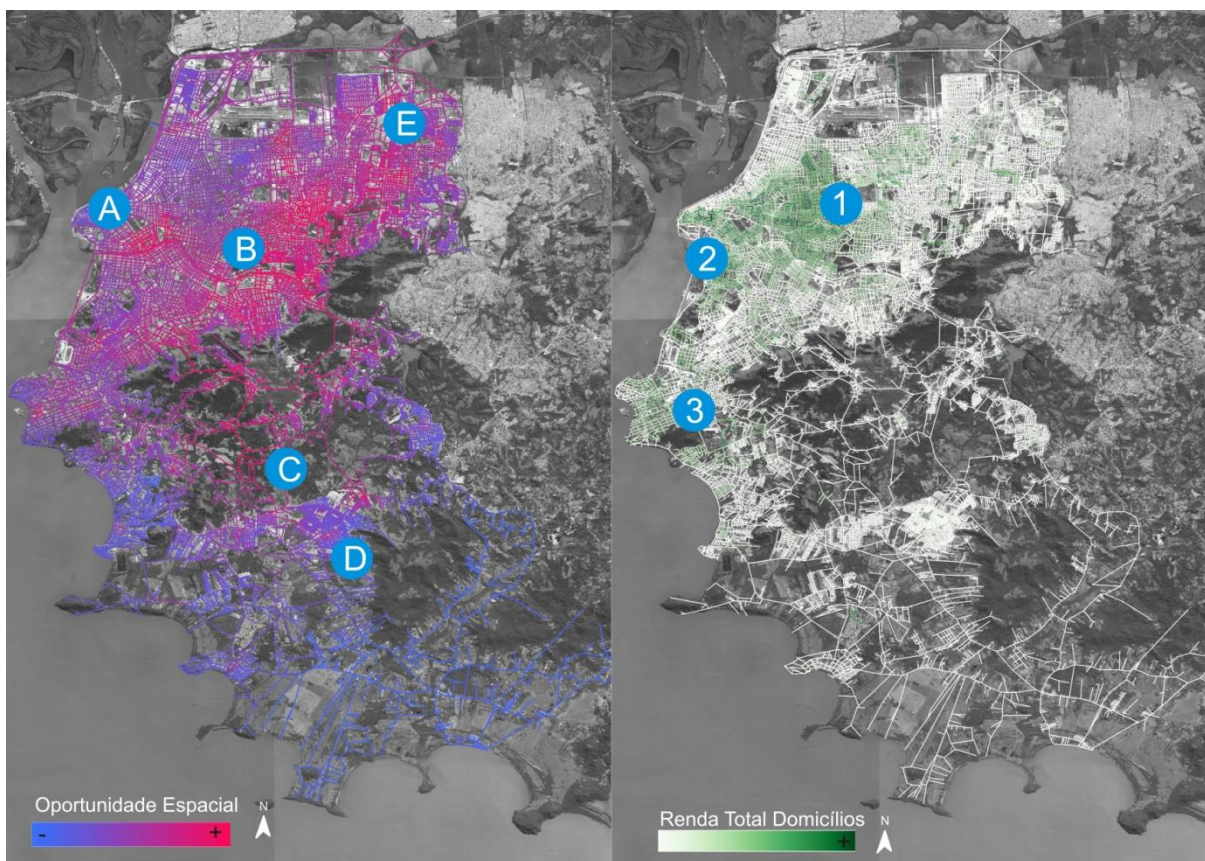 A
B
C
D
E
Oportunidade Espacial
- +
N
1
2
3
Renda Total Domicílios
+
N